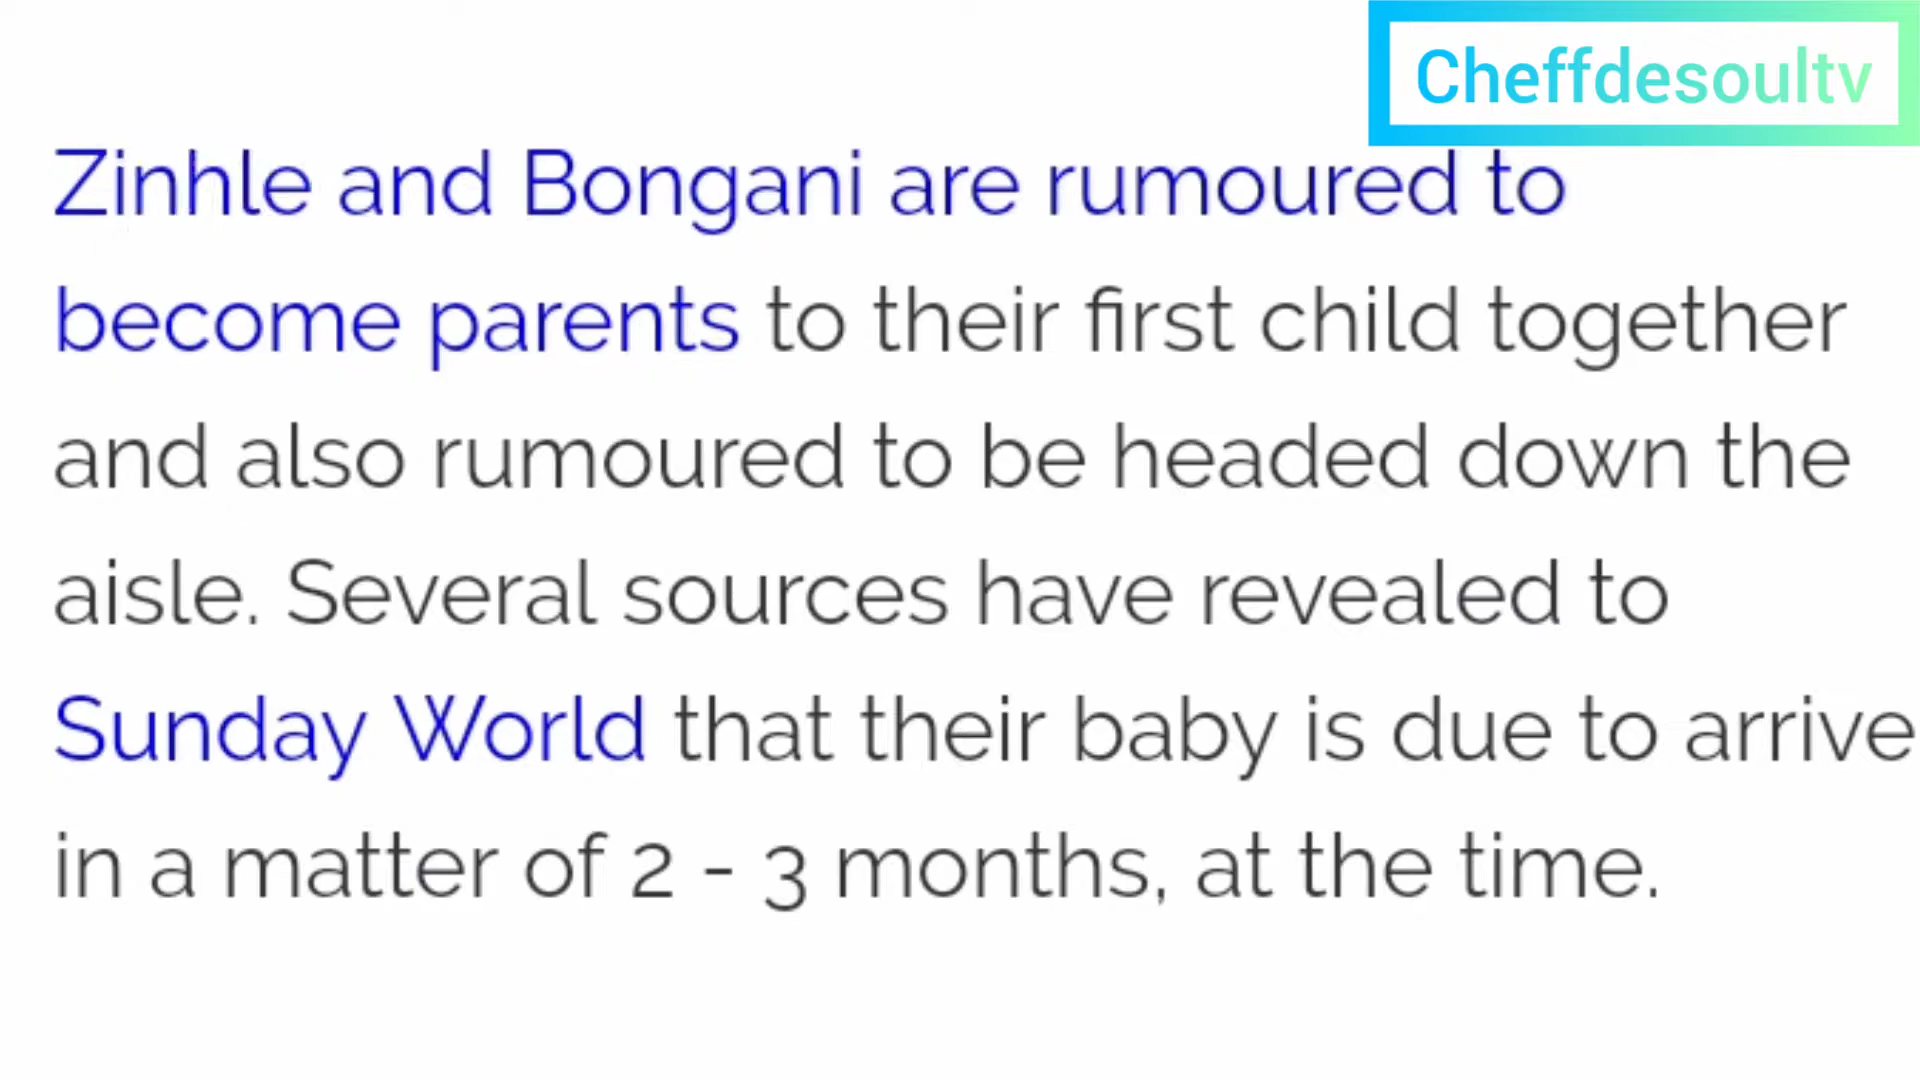 Cheffdesoultv
Zinhle and Bongani are rumoured to
become parents to their first child together
and also rumoured to be headed down the
aisle. Several sources have revealed to
Sunday World that their baby is due to arrive
in a matter of 2 - 3 months, at the time.